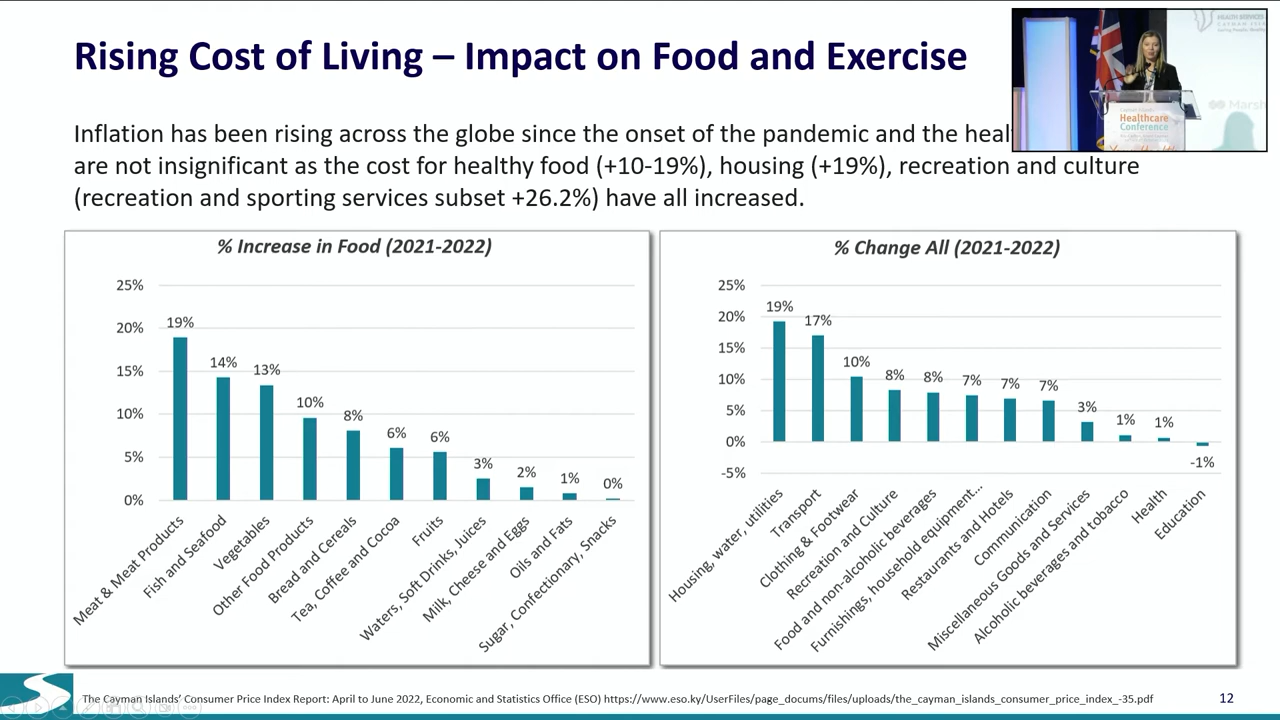 Rising Cost of Living – Impact on Food and Exercise
HEALTH SERVICES
Healthcare
Conference
Marsh
Inflation has been rising across the globe since the onset of the pandemic and the
are not insignificant as the cost for healthy food (+10-19%), housing (+19%), recreation and culture
(recreation and sporting services subset +26.2%) have all increased.
% Increase in Food (2021-2022)
25%
20%
15%
10%
5%
0%
19%
14%
13%
10%
8%
6%
6%
3%
2%
1%
0%
Meat & Meat Products
Fish and Seafood
Vegetables
Other Food Products
Bread and Cereals
Tea, Coffee and Cocoa
Fruits
Waters, Soft Drinks, Juices
Milk, Cheese and Eggs
Oils and Fats
Sugar, Confectionary, Snacks
% Change All (2021-2022)
25%
20%
15%
10%
5%
0%
-5%
19%
17%
10%
8%
8%
7%
7%
7%
3%
1%
1%
-1%
Housing, water, utilities
Transport
Clothing & Footwear
Recreation and Culture
Food and non-alcoholic beverages
Furnishings, household equipment...
Restaurants and Hotels
Communication
Miscellaneous Goods and Services
Alcoholic beverages and tobacco
Health
Education
The Cayman Islands' Consumer Price Index Report: April to June 2022, Economic and Statistics Office (ESO) https://www.eso.ky/UserFiles/page_docums/files/uploads/the_cayman_islands_consumer_price_index_-35.pdf
12